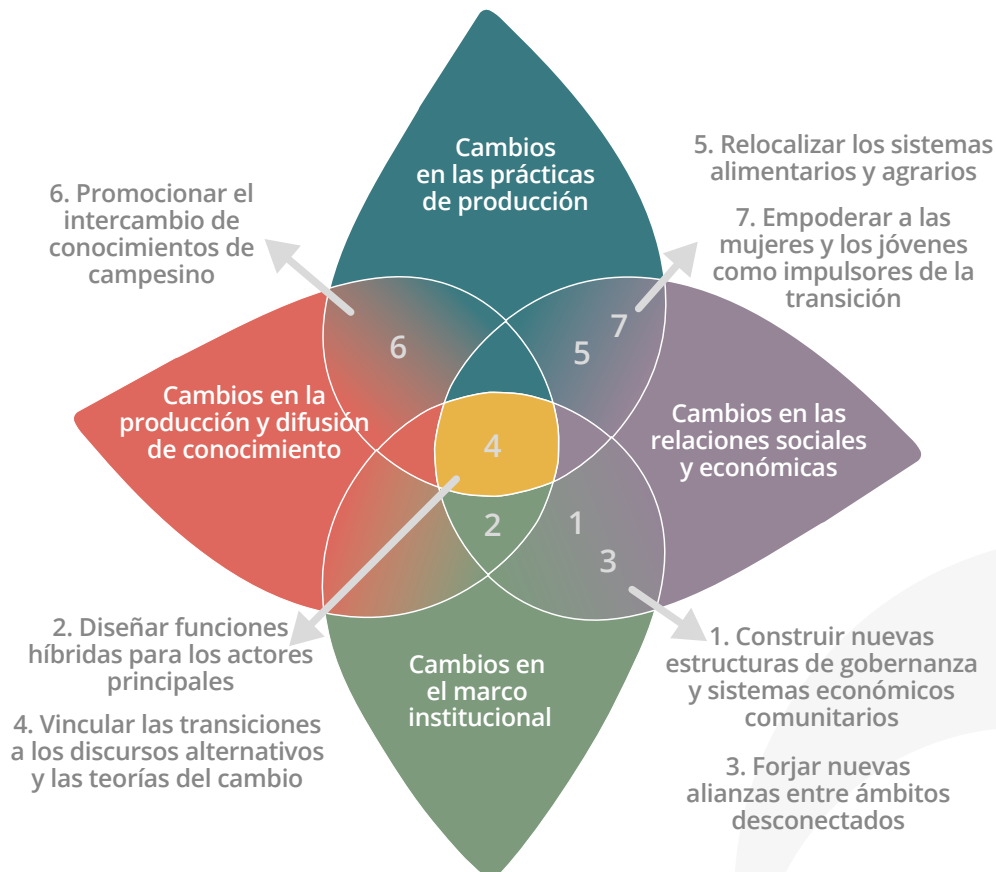 Cambios
en las prácticas
de producción
5. Relocalizar los sistemas
alimentarios y agrarios
7. Empoderar a las
mujeres y los jóvenes
como impulsores de la
transición
6. Promocionar el
intercambio de
conocimientos de
campesino
6
7
5
Cambios en la
producción y difusión
de conocimiento
Cambios en las
relaciones sociales
y económicas
4
2
1
3
2. Diseñar funciones
híbridas para los actores
principales
4. Vincular las transiciones
a los discursos alternativos
y las teorías del cambio
Cambios en
el marco
institucional
1. Construir nuevas
estructuras de gobernanza
y sistemas económicos
comunitarios
3. Forjar nuevas
alianzas entre ámbitos
desconectados